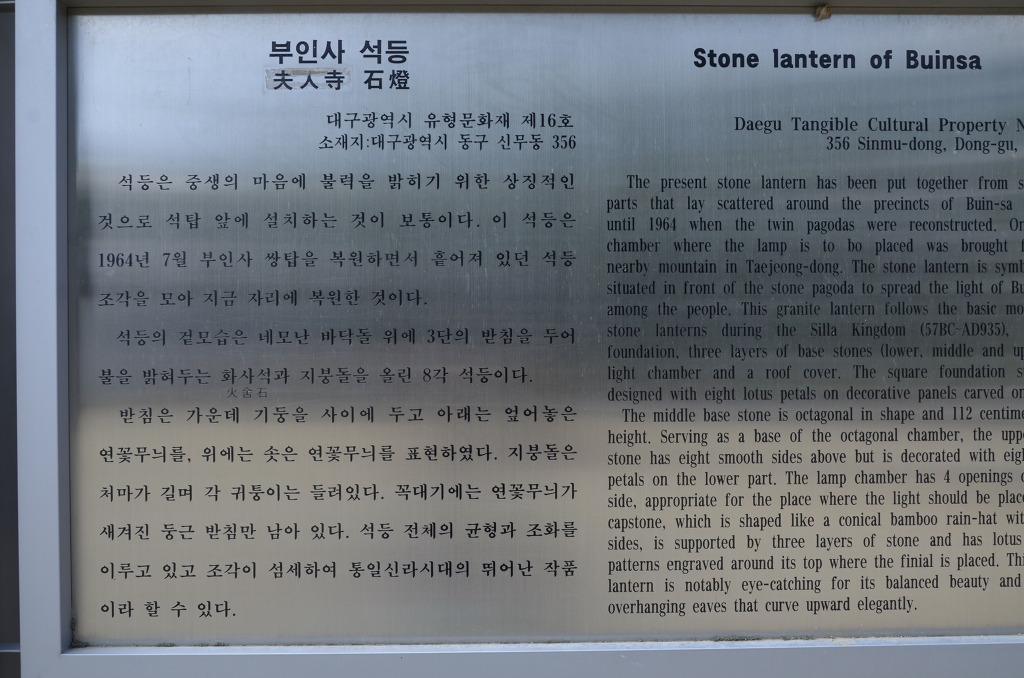 부인사 석등
夫人寺 石燈
대구광역시 유형문화재 제16호
소재지:대구광역시 동구 신무동 356
석등은 중생의 마음에 불력을 밝히기 위한 상징적인
것으로 석탑 앞에 설치하는 것이 보통이다. 이 석등은
1964년 7월 부인사 쌍탑을 복원하면서 흩어져 있던 석등
조각을 모아 지금 자리에 복원한 것이다.
석등의 겉모습은 네모난 바닥돌 위에 3단의 받침을 두어
불을 밝혀두는 화사석과 지붕돌을 올린 8각 석등이다.
火舍石
받침은 가운데 기둥을 사이에 두고 아래는 엎어놓은
연꽃무늬를, 위에는 솟은 연꽃무늬를 표현하였다. 지붕돌은
처마가 길며 각 귀퉁이는 들려있다. 꼭대기에는 연꽃무늬가
새겨진 둥근 받침만 남아 있다. 석등 전체의 균형과 조화를
이루고 있고 조각이 섬세하여 통일신라시대의 뛰어난 작품
이라 할 수 있다.
Stone lantern of Buinsa
Daegu Tangible Cultural Property
356 Sinmu-dong, Dong-gu,
The present stone lantern has been put together from
parts that lay scattered around the precincts of Buin-sa
until 1964 when the twin pagodas were reconstructed.
chamber where the lamp is to bo placed was brought
nearby mountain in Taejeong-dong. The stone lantern is
situated in front of the stone pagoda to spread the light of
among the people. This granite lantern follows the basic
stone lanterns during the Silla Kingdom (57BC~AD935),
foundation, three layers of base stones (lower, middle and
light chamber and a roof cover. The square foundation
designed with eight lotus petals on decorative panels carved
The middle base stone is octagonal in shape and 112
height. Serving as a base of the octagonal chamber, the
stone has eight smooth sides above but is decorated with
petals on the lower part. The lamp chamber has 4 openings
side, appropriate for the place where the light should be
capstone, which is shaped like a conical bamboo rain-hat
sides, is supported by three layers of stone and has lotus
patterns engraved around its top where the finial is placed.
lantern is notably eye-catching for its balanced beauty and
overhanging eaves that curve upward elegantly.